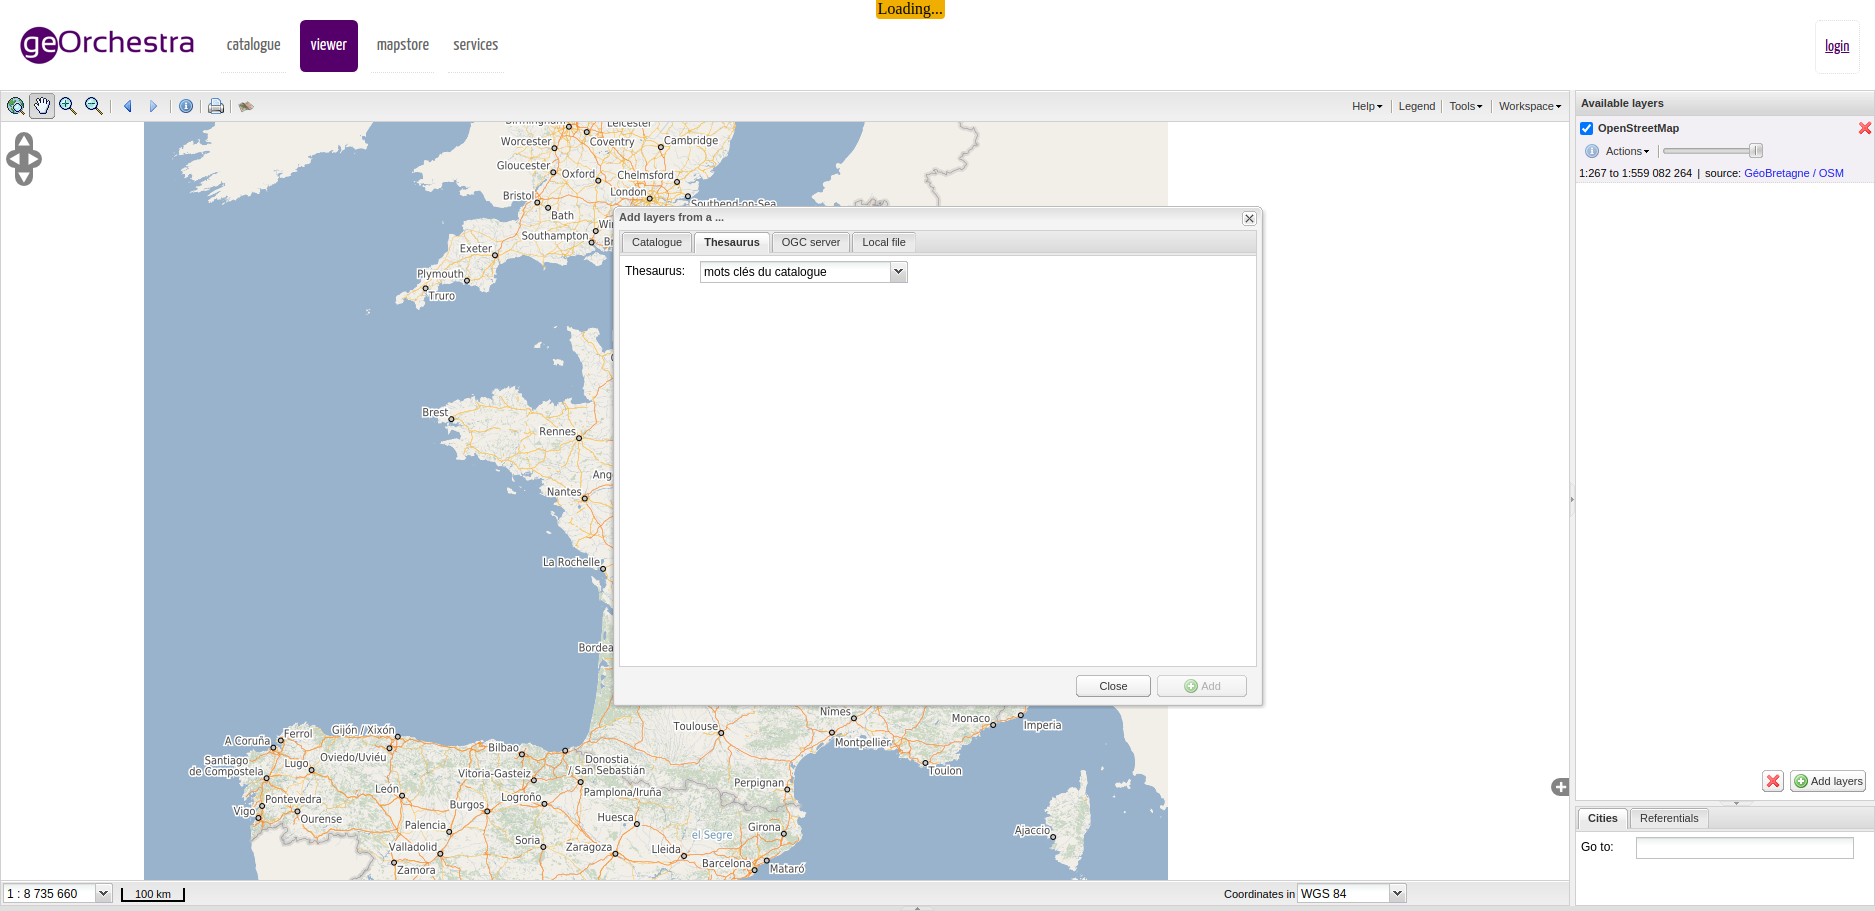 Loading...
geOrchestra
catalogue
viewer
mapstore
services
login
Help
Legend
Tools
Workspace
Available layers
OpenStreetMap
Actions
1:267 to 1:559 082 264 | source: GéoBretagne / OSM
Birmingham
Leicester
Worcester
Coventry
Cambridge
Gloucester
Oxford
Chelmsford
London
Bristol
Southend-on-Sea
Bath
Southampton
Exeter
Plymouth
Truro
Add layers from a ...
Catalogue
Thesaurus
OGC server
Local file
Thesaurus:
mots clés du catalogue
Close
Add
Brest
Rennes
Ang
Nantes
La Rochelle
Bordea
Nîmes
Toulouse
Monaco
Imperia
Montpellier
Toulon
Ferrol
A Coruña
Gijón / Xixón
Bilbao
Donostia
/ San Sebastián
Santiago
de Compostela
Oviedo/Uviéu
Lugo
Vitoria-Gasteiz
Perpignan
León
Logroño
Pamplona/Iruña
Pontevedra
Vigo
Ourense
Burgos
Huesca
Palencia
el Segre
Girona
Ajaccio
Valladolid
Soria
Zaragoza
Lleida
Barcelona
Mataró
Zamora
Add layers
Cities
Referentials
Go to:
1 : 8 735 660
100 km
Coordinates in
WGS 84